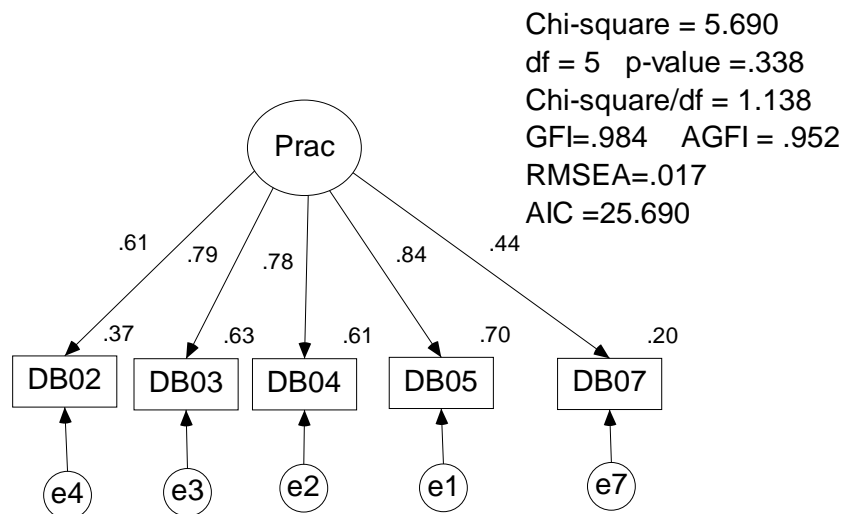 Chi-square = 5.690
df = 5 p-value =.338
Chi-square/df = 1.138
GFI=.984 AGFI = .952
RMSEA=.017
AIC =25.690
Prac
.61 .79 .78 .84 .44
.37 .63 .61 .70 .20
DB02 DB03 DB04 DB05 DB07
e4 e3 e2 e1 e7